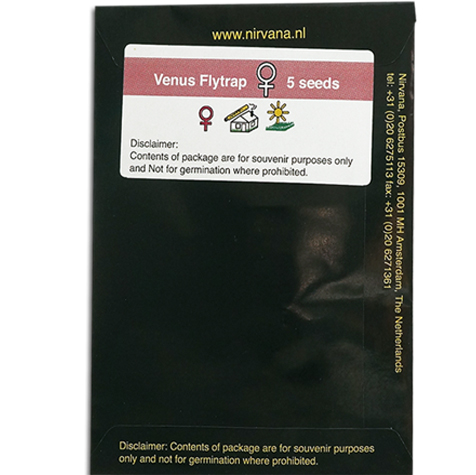 www.nirvana.nl
Venus Flytrap 5 seeds
Disclaimer:
Contents of package are for souvenir purposes only
and Not for germination where prohibited.
Nirvana, Postbus 15309, 1001 MH Amsterdam, The Netherlands
tel: +31 (0)20 6275113 fax: +31 (0)20 6271361
Disclaimer: Contents of package are for souvenir purposes
only and not for germination where prohibited.